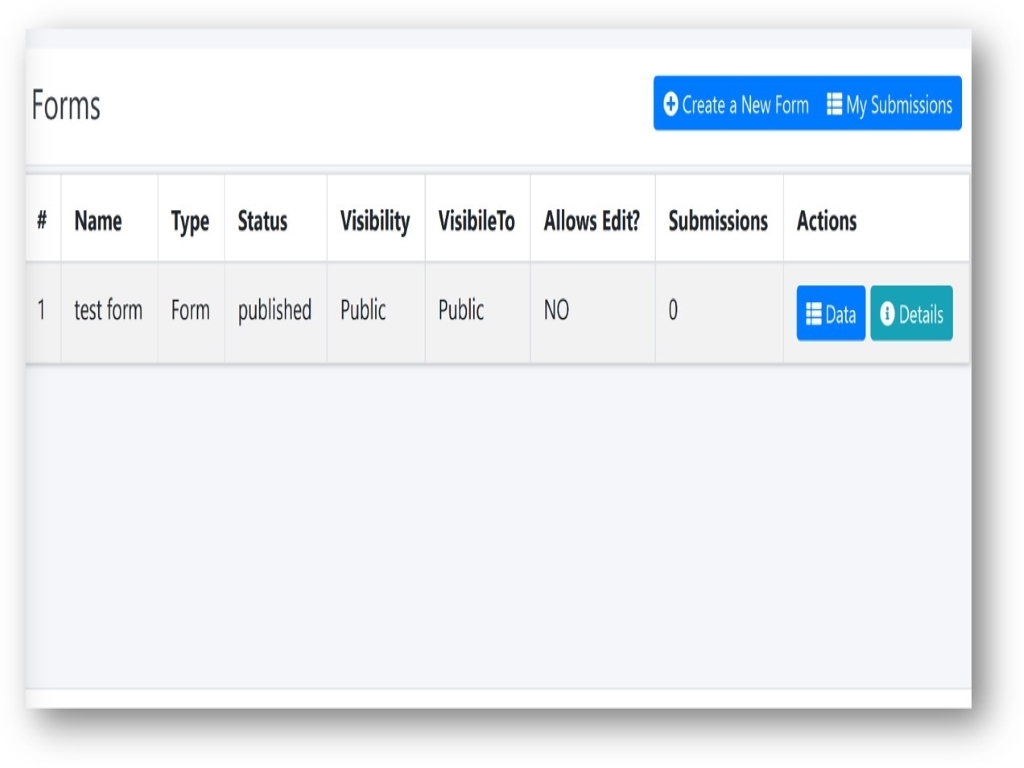 Forms
Create a New Form My Submissions
# Name Type Status Visibility VisibileTo Allows Edit? Submissions Actions
1 test form Form published Public Public NO 0 Data Details